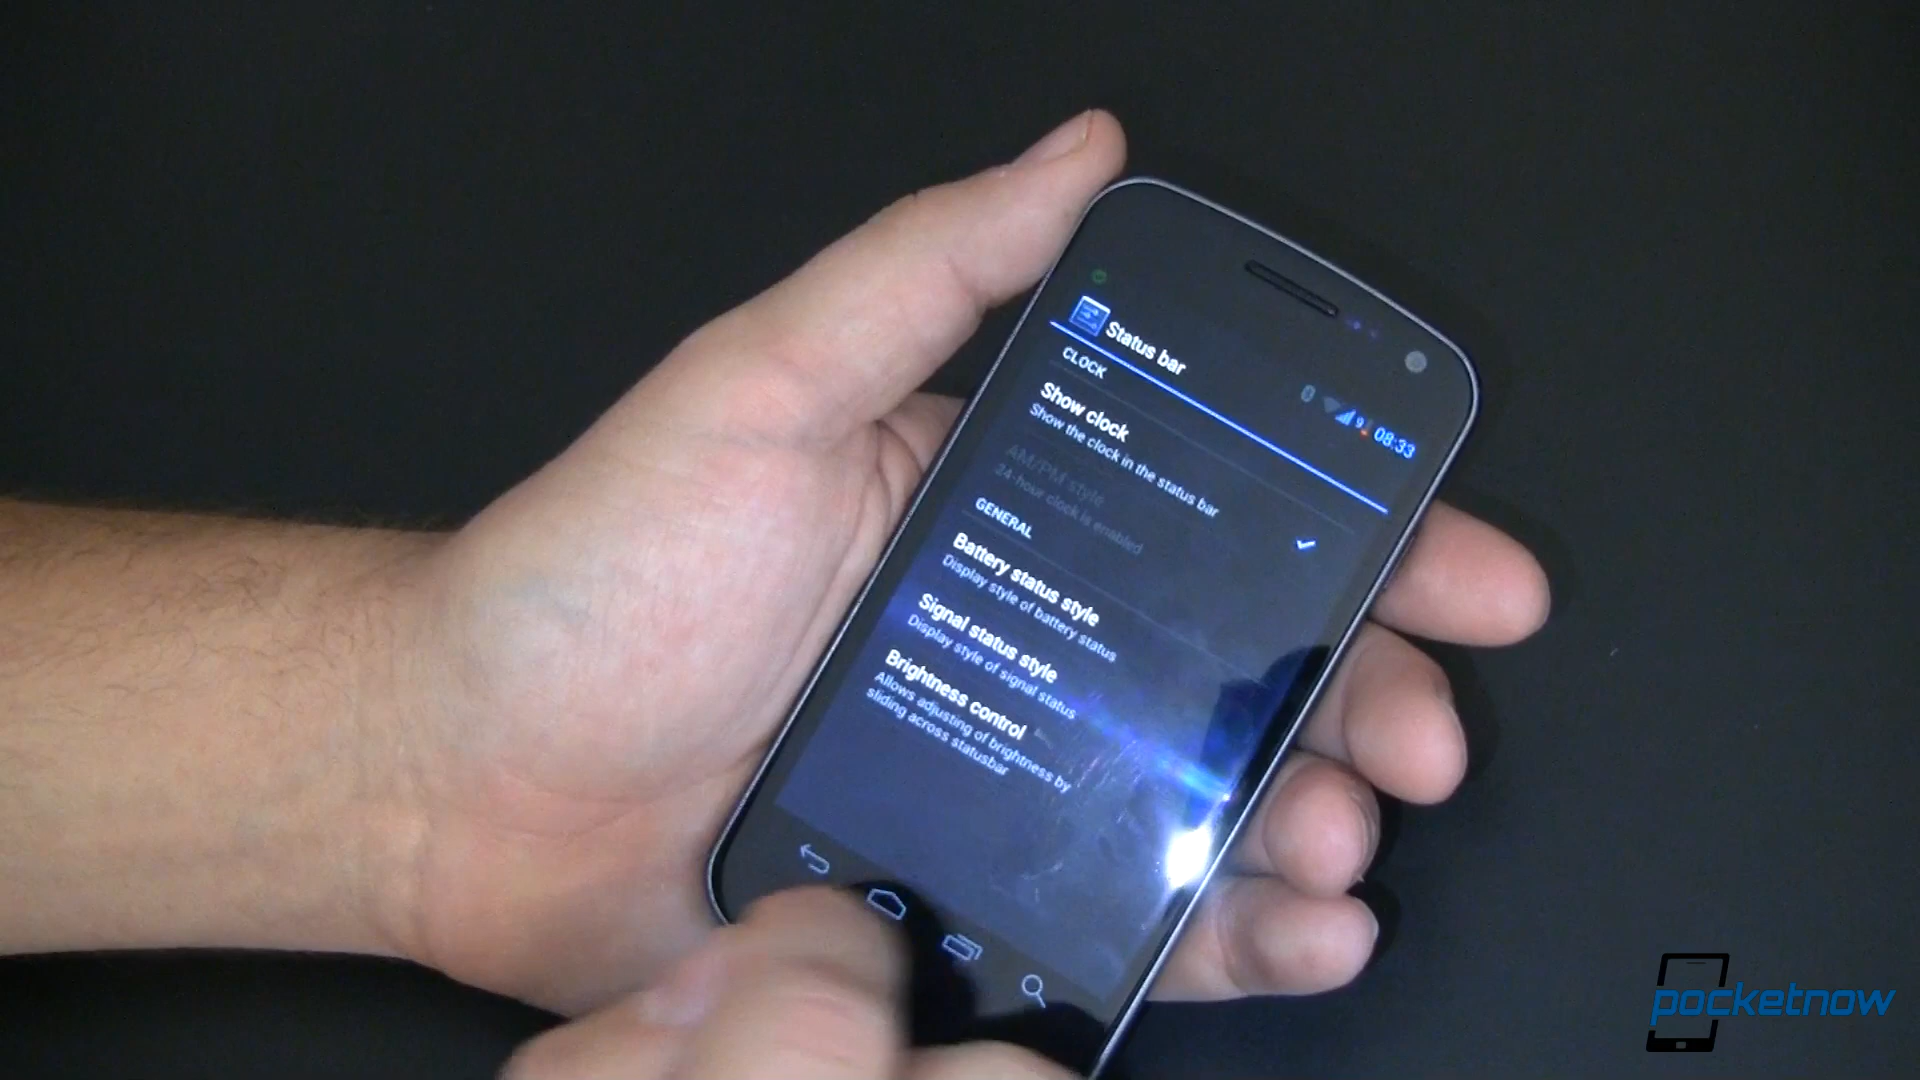 08:33
Status bar
CLOCK
Show clock
Show the clock in the status bar
AM/PM style
24-hour clock is enabled
GENERAL
Battery status style
Display style of battery status
Signal status style
Display style of signal status
Brightness control
Allows adjusting of brightness by
sliding across statusbar
pocketnow